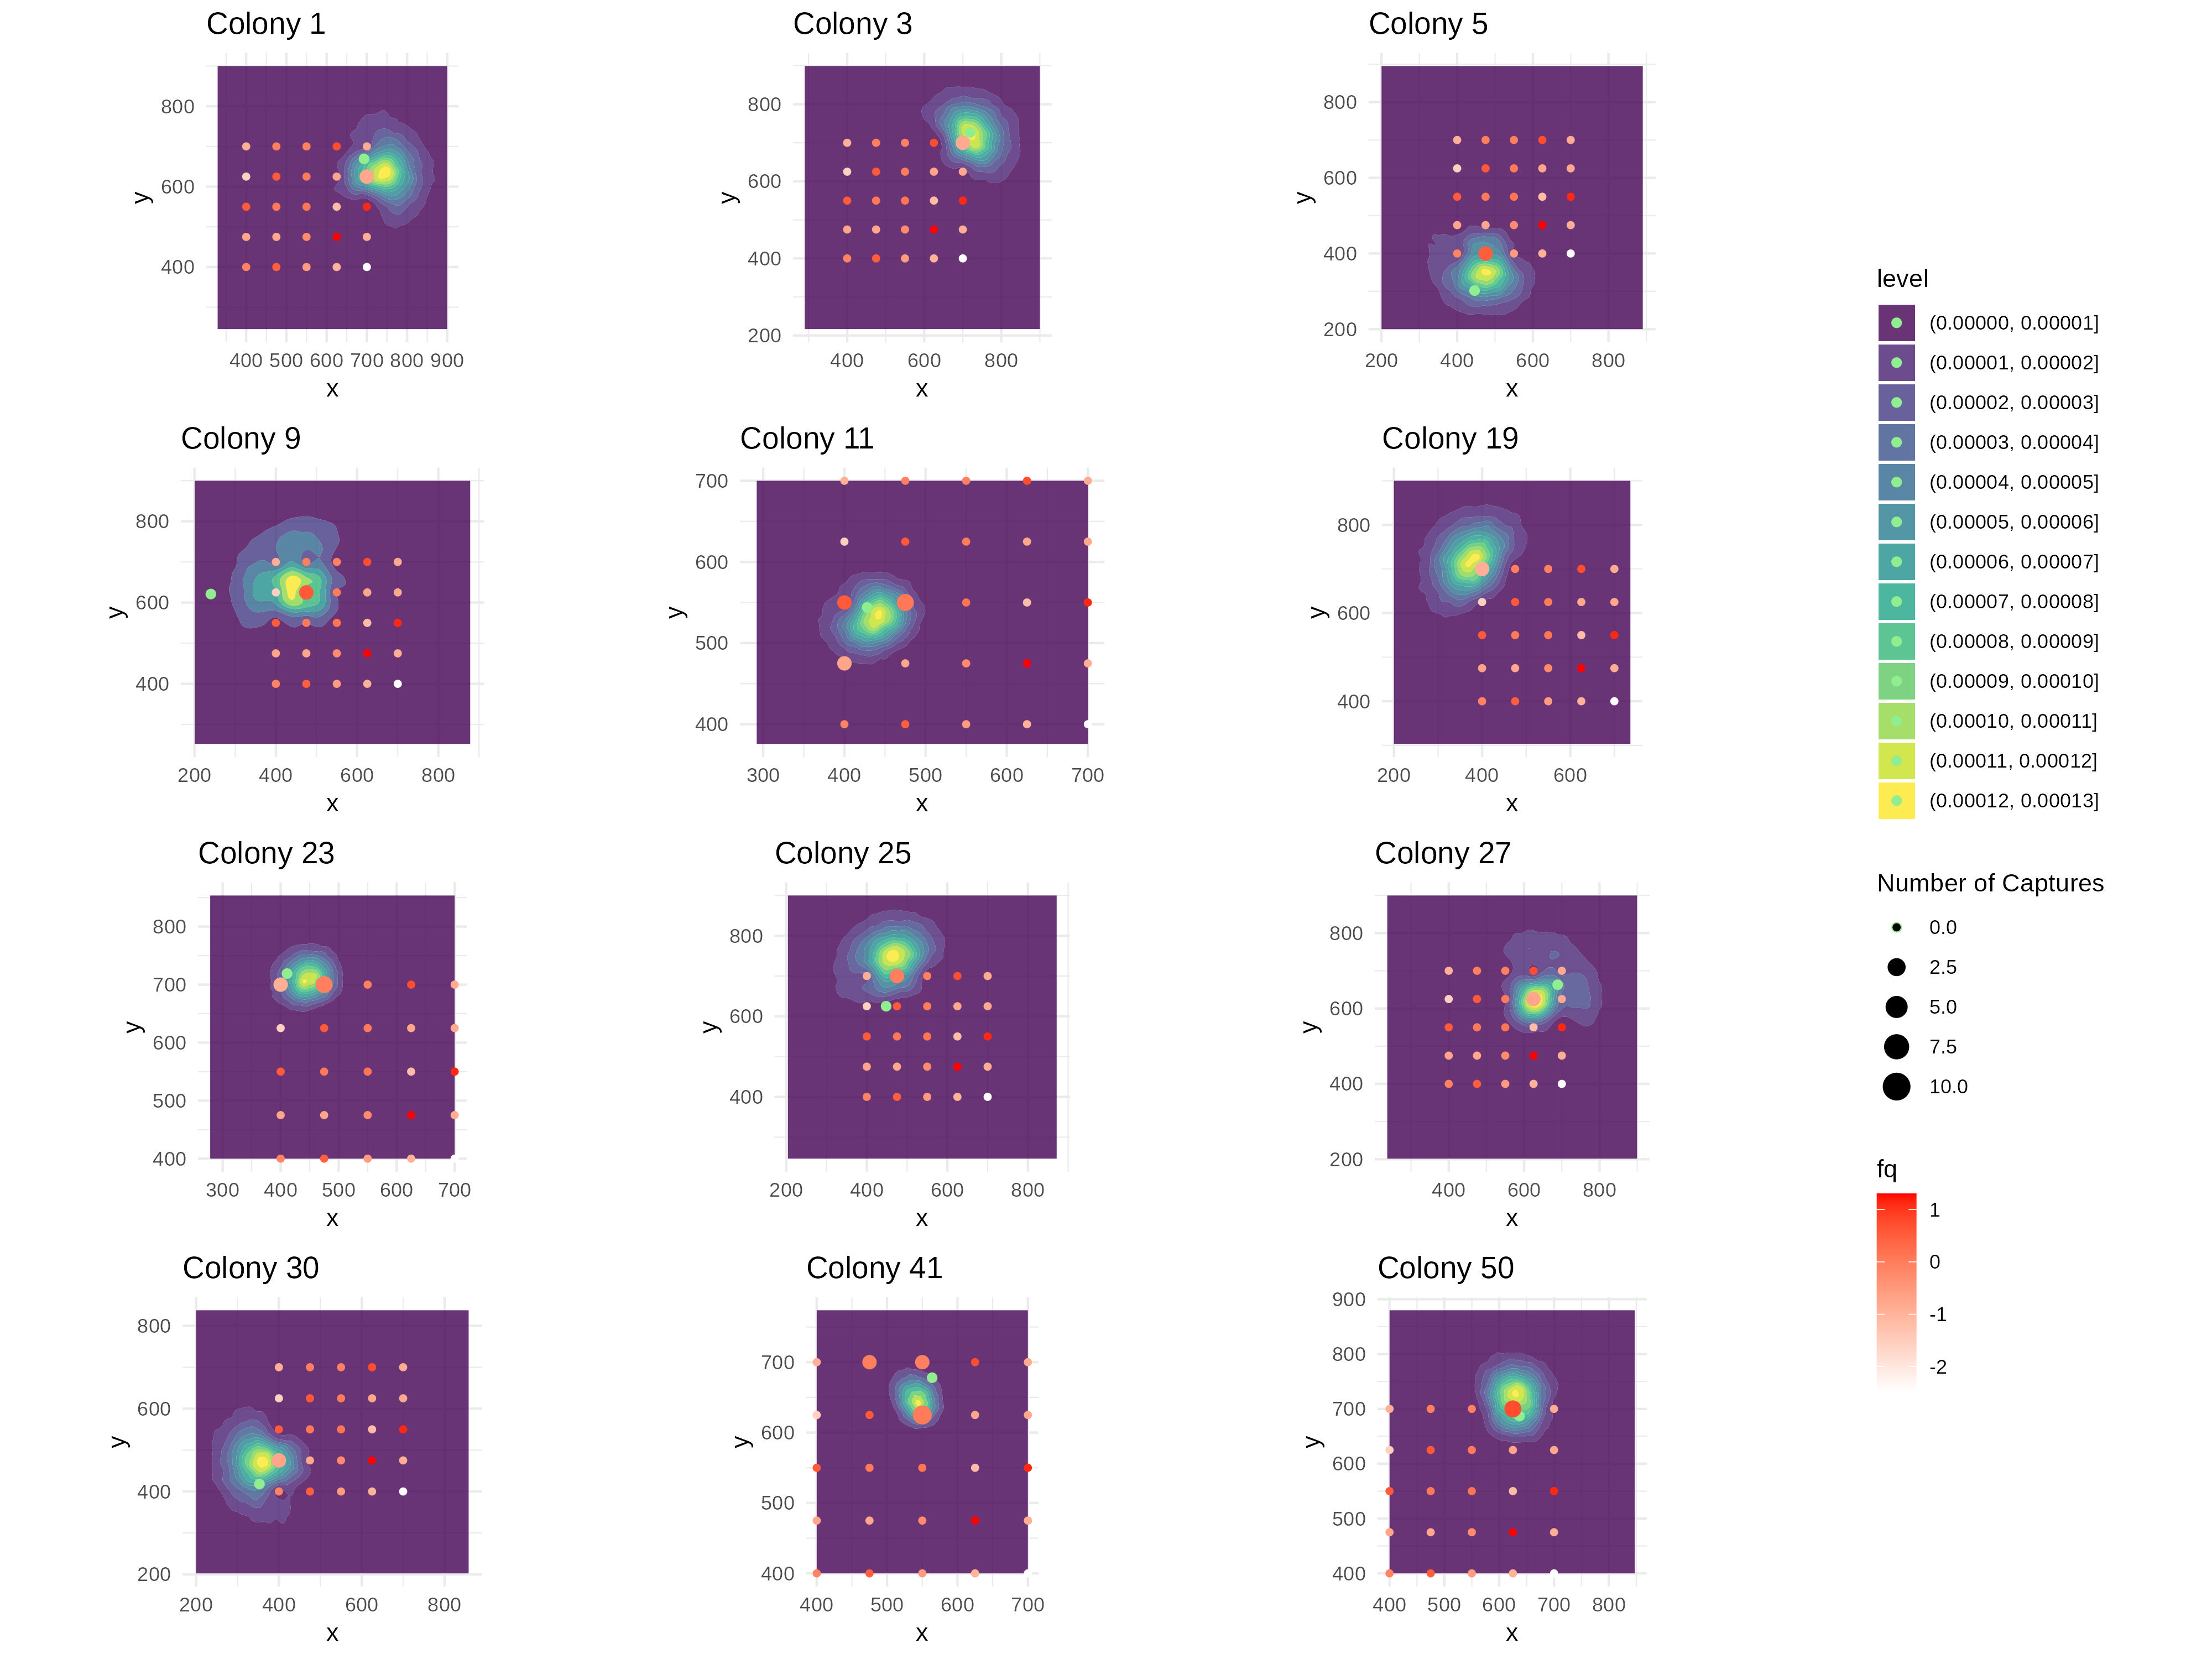 Colony 1
Colony 3
Colony 5
800
600
400
y
400 500 600 700 800 900
x
800
600
400
200
y
400 600 800
x
800
600
400
200
y
200 400 600 800
x
Colony 9
Colony 11
Colony 19
800
600
400
y
200 400 600 800
x
700
600
500
400
y
300 400 500 600 700
x
800
600
400
y
200 400 600
x
Colony 23
Colony 25
Colony 27
800
700
600
500
400
y
300 400 500 600 700
x
800
600
400
y
200 400 600 800
x
800
600
400
200
y
400 600 800
x
Colony 30
Colony 41
Colony 50
800
600
400
200
y
200 400 600 800
x
700
600
500
400
y
400 500 600 700
x
900
800
700
600
500
400
y
400 500 600 700 800
x
level
(0.00000, 0.00001]
(0.00001, 0.00002]
(0.00002, 0.00003]
(0.00003, 0.00004]
(0.00004, 0.00005]
(0.00005, 0.00006]
(0.00006, 0.00007]
(0.00007, 0.00008]
(0.00008, 0.00009]
(0.00009, 0.00010]
(0.00010, 0.00011]
(0.00011, 0.00012]
(0.00012, 0.00013]
Number of Captures
0.0
2.5
5.0
7.5
10.0
fq
1
0
-1
-2